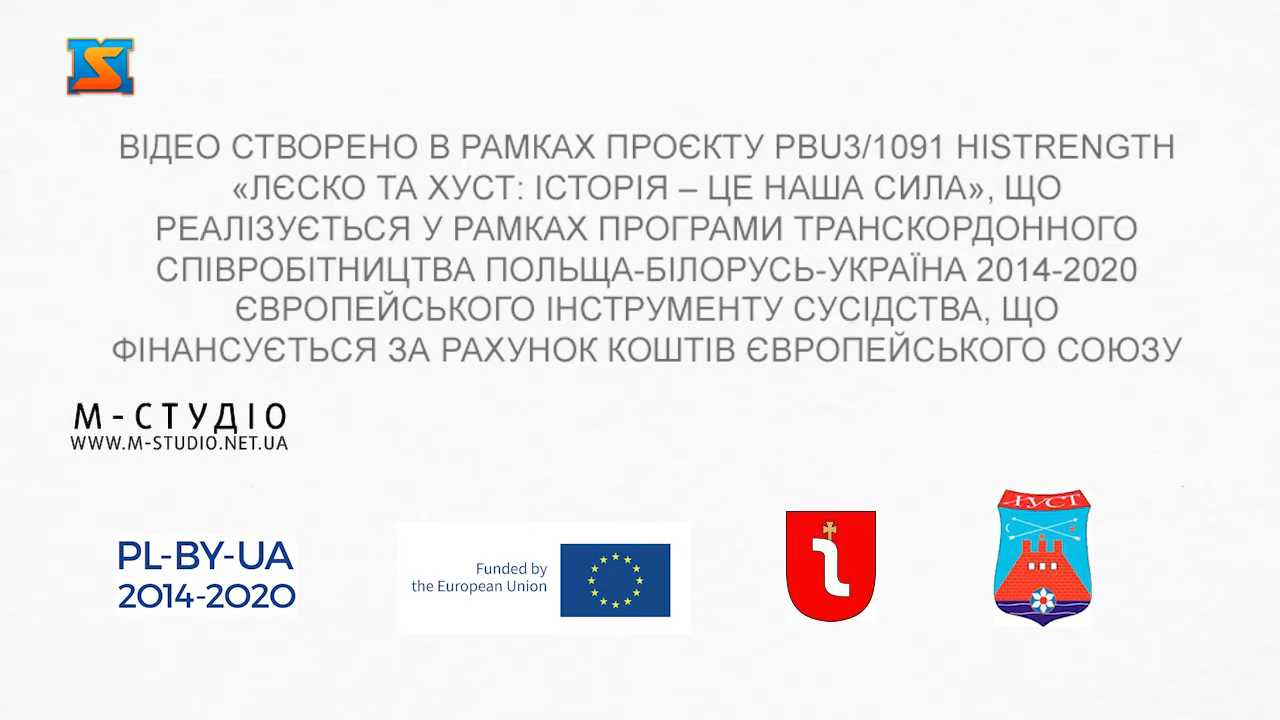 ВІДЕО СТВОРЕНО В РАМКАХ ПРОЄКТУ PBU3/1091 HISTRENGTH
«ЛЄСКО ТА ХУСТ: ІСТОРІЯ – ЦЕ НАША СИЛА», ЩО
РЕАЛІЗУЄТЬСЯ У РАМКАХ ПРОГРАМИ ТРАНСКОРДОННОГО
СПІВРОБІТНИЦТВА ПОЛЬЩА-БІЛОРУСЬ-УКРАЇНА 2014-2020
ЄВРОПЕЙСЬКОГО ІНСТРУМЕНТУ СУСІДСТВА, ЩО
ФІНАНСУЄТЬСЯ ЗА РАХУНОК КОШТІВ ЄВРОПЕЙСЬКОГО СОЮЗУ
М-СТУДІО
WWW.M-STUDIO.NET.UA
PL-BY-UA
2014-2020
Funded by
the European Union
ХУСТ